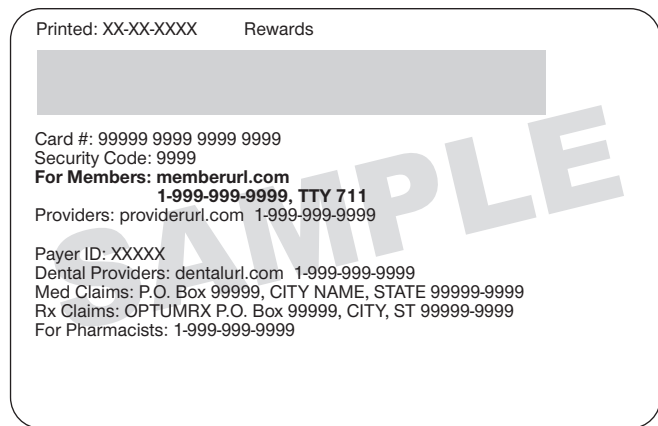 Printed: XX-XX-XXXX Rewards
Card #: 99999 9999 9999 9999
Security Code: 9999
For Members: memberurl.com
1-999-999-9999, TTY 711
Providers: providerurl.com 1-999-999-9999
Payer ID: XXXXX
Dental Providers: dentalurl.com 1-999-999-9999
Med Claims: P.O. Box 99999, CITY NAME, STATE 99999-9999
Rx Claims: OPTUMRX P.O. Box 99999, CITY, ST 99999-9999
For Pharmacists: 1-999-999-9999
SAMPLE